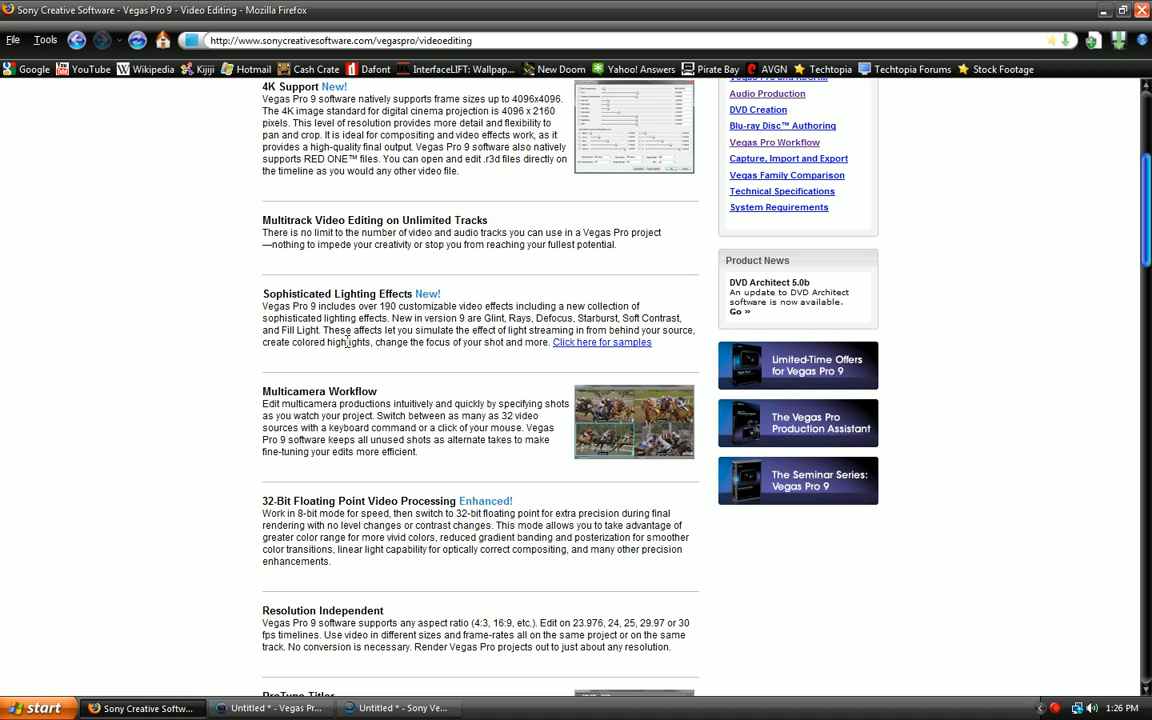 Sony Creative Software - Vegas Pro 9 - Video Editing - Mozilla Firefox
File Tools http://www.sonycreativesoftware.com/vegaspro/videoediting
Google YouTube Wikipedia Kijiji Hotmail Cash Crate Dafont InterfaceLIFT: Wallpap... New Doom Yahoo! Answers Pirate Bay AVGN Techtopia Techtopia Forums Stock Footage
4K Support New!
Vegas Pro 9 software natively supports frame sizes up to 4096x4096.
The 4K image standard for digital cinema projection is 4096 x 2160
pixels. This level of resolution provides more detail and flexibility to
pan and crop. It is ideal for compositing and video effects work, as it
provides a high-quality final output. Vegas Pro 9 software also natively
supports RED ONE™ files. You can open and edit .r3d files directly on
the timeline as you would any other video file.
Multitrack Video Editing on Unlimited Tracks
There is no limit to the number of video and audio tracks you can use in a Vegas Pro project
—nothing to impede your creativity or stop you from reaching your fullest potential.
Sophisticated Lighting Effects New!
Vegas Pro 9 includes over 190 customizable video effects including a new collection of
sophisticated lighting effects. New in version 9 are Glint, Rays, Defocus, Starburst, Soft Contrast,
and Fill Light. These affects let you simulate the effect of light streaming in from behind your source,
create colored highlights, change the focus of your shot and more. Click here for samples
Multicamera Workflow
Edit multicamera productions intuitively and quickly by specifying shots
as you watch your project. Switch between as many as 32 video
sources with a keyboard command or a click of your mouse. Vegas
Pro 9 software keeps all unused shots as alternate takes to make
fine-tuning your edits more efficient.
32-Bit Floating Point Video Processing Enhanced!
Work in 8-bit mode for speed, then switch to 32-bit floating point for extra precision during final
rendering with no level changes or contrast changes. This mode allows you to take advantage of
greater color range for more vivid colors, reduced gradient banding and posterization for smoother
color transitions, linear light capability for optically correct compositing, and many other precision
enhancements.
Resolution Independent
Vegas Pro 9 software supports any aspect ratio (4:3, 16:9, etc.). Edit on 23.976, 24, 25, 29.97 or 30
fps timelines. Use video in different sizes and frame-rates all on the same project or on the same
track. No conversion is necessary. Render Vegas Pro projects out to just about any resolution.
ProType Titler
Audio Production
DVD Creation
Blu-ray Disc™ Authoring
Vegas Pro Workflow
Capture, Import and Export
Vegas Family Comparison
Technical Specifications
System Requirements
Product News
DVD Architect 5.0b
An update to DVD Architect
software is now available.
Go »
Limited-Time Offers
for Vegas Pro 9
The Vegas Pro
Production Assistant
The Seminar Series:
Vegas Pro 9
start Sony Creative Softw... Untitled * - Vegas Pr... Untitled * - Sony Ve... 1:26 PM